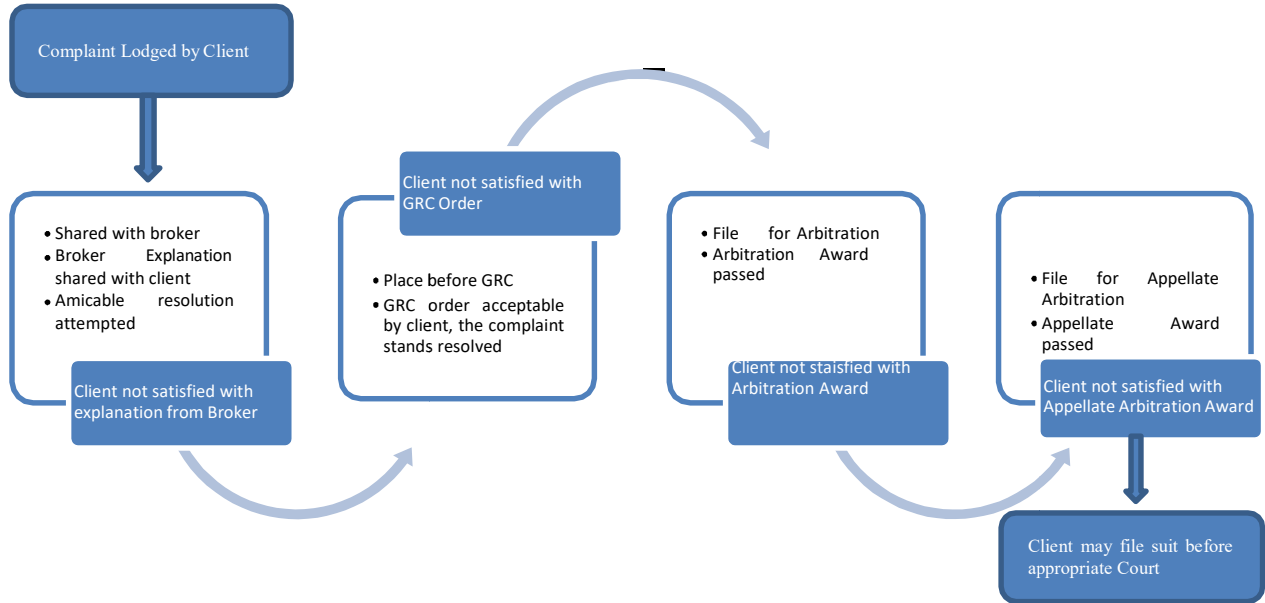 Complaint Lodged by Client
• Shared with broker
• Broker Explanation
shared with client
• Amicable resolution
attempted
Client not satisfied with
explanation from Broker
Client not satisfied with
GRC Order
• Place before GRC
• GRC order acceptable
by client, the complaint
stands resolved
• File for Arbitration
• Arbitration Award
passed
Client not staisfied with
Arbitration Award
• File for Appellate
Arbitration
• Appellate Award
passed
Client not satisfied with
Appellate Arbitration Award
Client may file suit before
appropriate Court